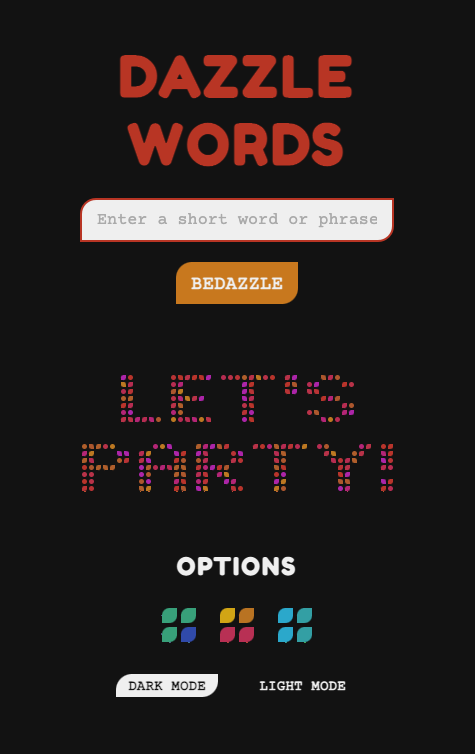 DAZZLE
WORDS
Enter a short word or phrase
BEDAZZLE
LET'S
PARTY!
OPTIONS
DARK MODE LIGHT MODE